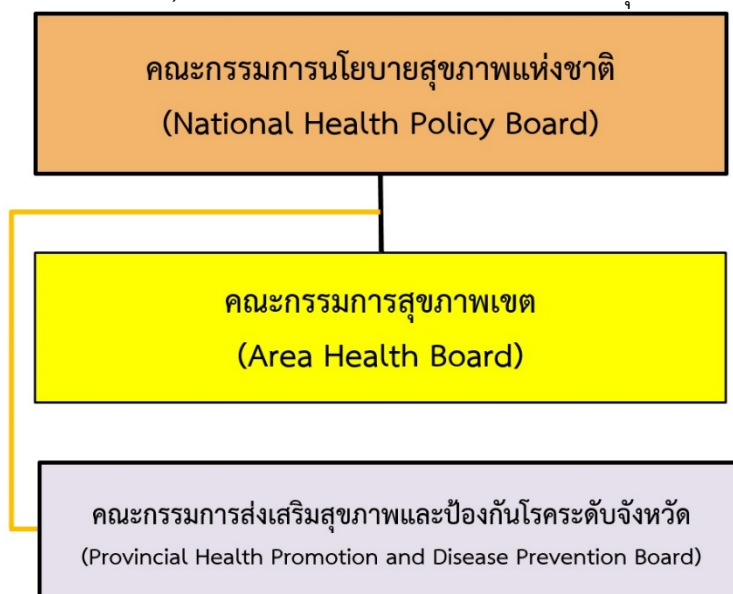 คณะกรรมการนโยบายสุขภาพแห่งชาติ
(National Health Policy Board)
คณะกรรมการสุขภาพเขต
(Area Health Board)
คณะกรรมการส่งเสริมสุขภาพและป้องกันโรคระดับจังหวัด
(Provincial Health Promotion and Disease Prevention Board)